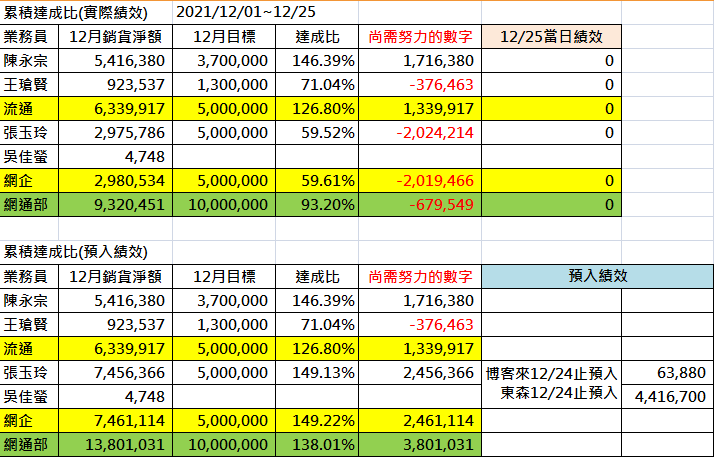 累積達成比(實際績效) 2021/12/01~12/25
業務員 12月銷貨淨額 12月目標 達成比 尚需努力的數字 12/25當日績效
陳永宗 5,416,380 3,700,000 146.39% 1,716,380 0
王瑲賢 923,537 1,300,000 71.04% -376,463 0
流通 6,339,917 5,000,000 126.80% 1,339,917 0
張玉玲 2,975,786 5,000,000 59.52% -2,024,214 0
吳佳螢 4,748
網企 2,980,534 5,000,000 59.61% -2,019,466 0
網通部 9,320,451 10,000,000 93.20% -679,549 0
累積達成比(預入績效)
業務員 12月銷貨淨額 12月目標 達成比 尚需努力的數字 預入績效
陳永宗 5,416,380 3,700,000 146.39% 1,716,380
王瑲賢 923,537 1,300,000 71.04% -376,463
流通 6,339,917 5,000,000 126.80% 1,339,917
張玉玲 7,456,366 5,000,000 149.13% 2,456,366 博客來12/24止預入 63,880
吳佳螢 4,748 東森12/24止預入 4,416,700
網企 7,461,114 5,000,000 149.22% 2,461,114
網通部 13,801,031 10,000,000 138.01% 3,801,031